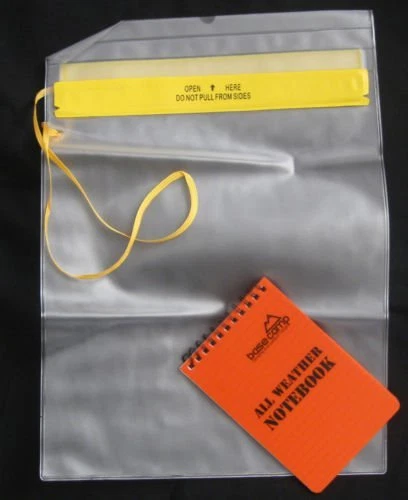 OPEN HERE
DO NOT PULL FROM SIDES
base camp
ALL WEATHER
NOTEBOOK